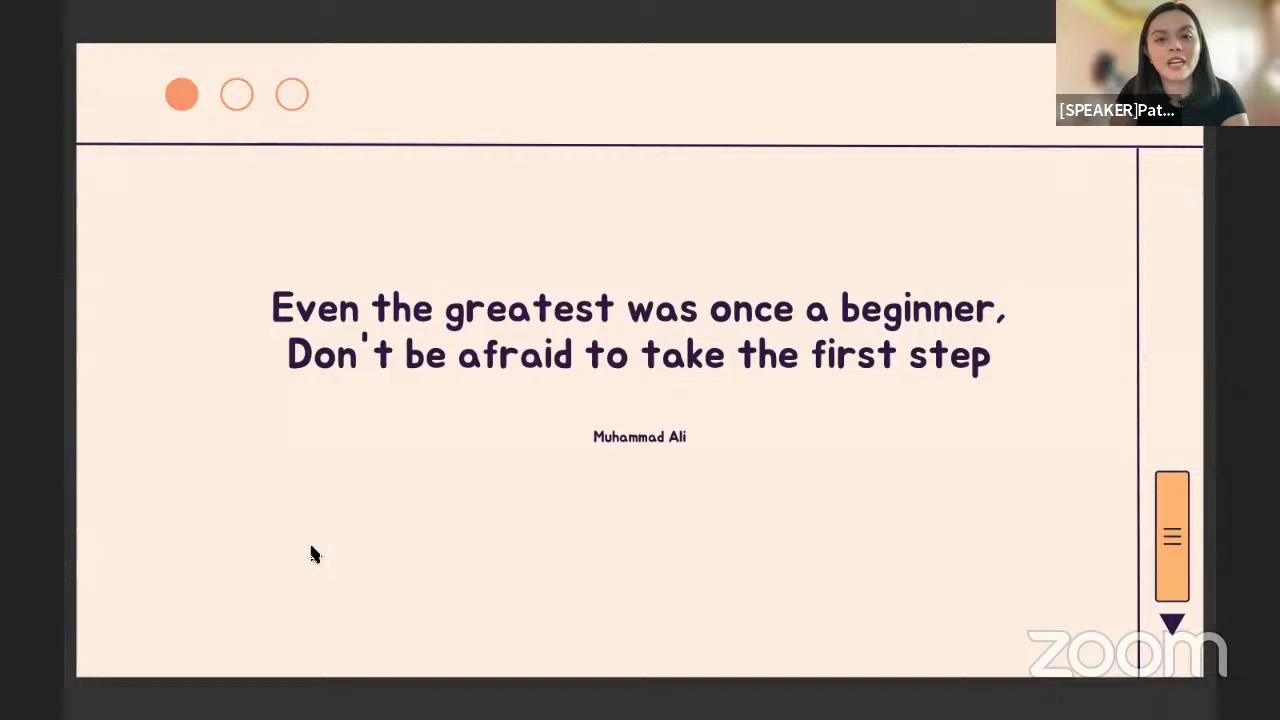 [SPEAKER]Pat...
Even the greatest was once a beginner,
Don't be afraid to take the first step
Muhammad Ali
zoom